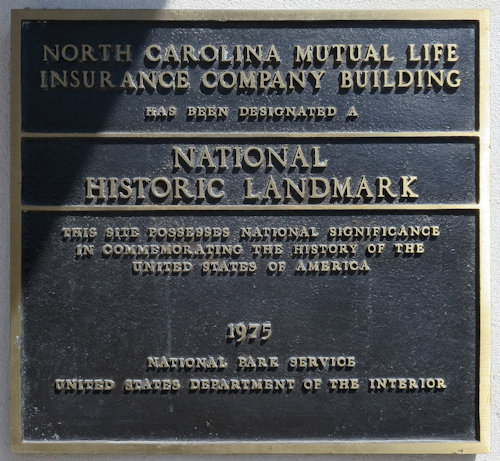 NORTH CAROLINA MUTUAL LIFE
INSURANCE COMPANY BUILDING
HAS BEEN DESIGNATED A
NATIONAL
HISTORIC LANDMARK
THIS SITE POSSESSES NATIONAL SIGNIFICANCE
IN COMMEMORATING THE HISTORY OF THE
UNITED STATES OF AMERICA
1975
NATIONAL PARK SERVICE
UNITED STATES DEPARTMENT OF THE INTERIOR